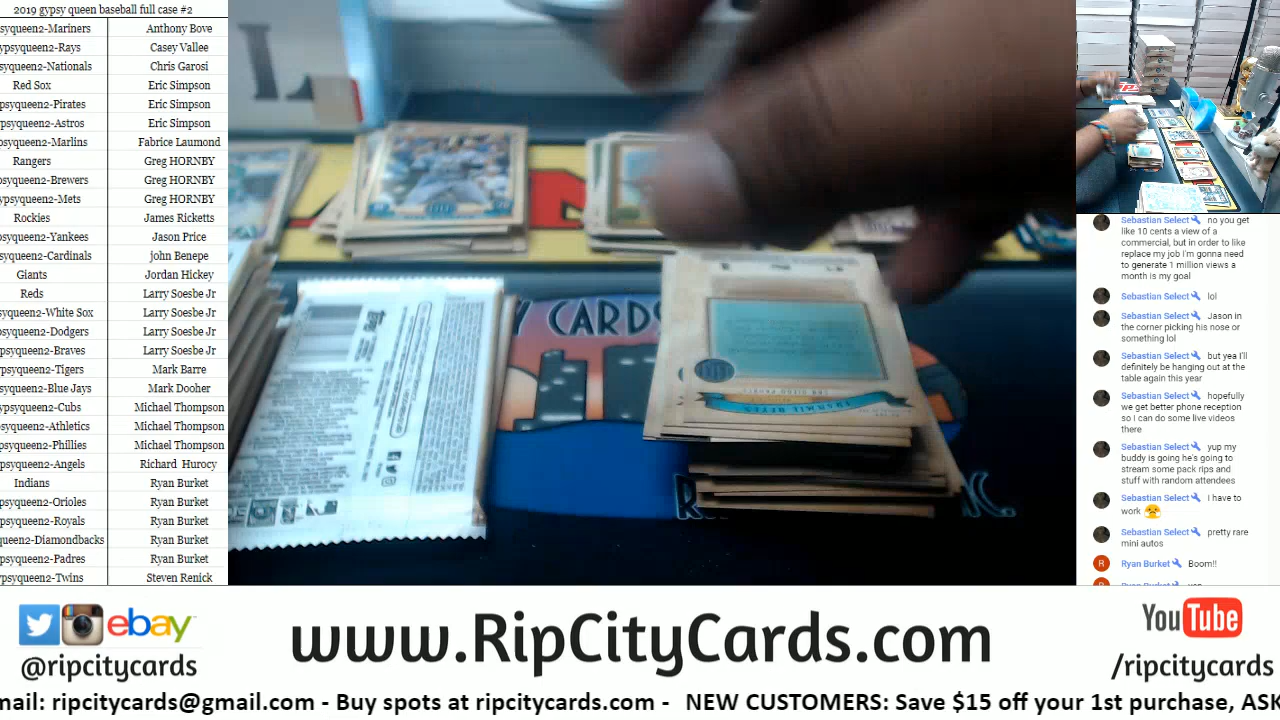 2019 gypsy queen baseball full case #2
syqueen2-Mariners Anthony Bove
ypsyqueen2-Rays Casey Vallee
syqueen2-Nationals Chris Garosi
Red Sox Eric Simpson
psyqueen2-Pirates Eric Simpson
psyqueen2-Astros Eric Simpson
psyqueen2-Marlins Fabrice Laumond
Rangers Greg HORNBY
psyqueen2-Brewers Greg HORNBY
ypsyqueen2-Mets Greg HORNBY
Rockies James Ricketts
psyqueen2-Yankees Jason Price
psyqueen2-Cardinals john Benepe
Giants Jordan Hickey
Reds Larry Soesbe Jr
syqueen2-White Sox Larry Soesbe Jr
psyqueen2-Dodgers Larry Soesbe Jr
psyqueen2-Braves Larry Soesbe Jr
psyqueen2-Tigers Mark Barre
psyqueen2-Blue Jays Mark Dooher
ypsyqueen2-Cubs Michael Thompson
psyqueen2-Athletics Michael Thompson
psyqueen2-Phillies Michael Thompson
psyqueen2-Angels Richard Hurocy
Indians Ryan Burket
psyqueen2-Orioles Ryan Burket
psyqueen2-Royals Ryan Burket
queen2-Diamondbacks Ryan Burket
psyqueen2-Padres Ryan Burket
psyqueen2-Twins Steven Renick
Y CARDS
topps
Sebastian Select no you get
like 10 cents a view of a
commercial, but in order to like
replace my job I'm gonna need
to generate 1 million views a
month is my goal
Sebastian Select lol
Sebastian Select Jason in
the corner picking his nose or
something lol
Sebastian Select but yea I'll
definitely be hanging out at the
table again this year
Sebastian Select hopefully
we get better phone reception
so I can do some live videos
there
Sebastian Select yup my
buddy is going he's going to
stream some pack rips and
stuff with random attendees
Sebastian Select I have to
work
Sebastian Select pretty rare
mini autos
R Ryan Burket Boom!!
Ryan Burket yep
ebay
@ripcitycards
www.RipCityCards.com
YouTube
/ripcitycards
mail: ripcitycards@gmail.com - Buy spots at ripcitycards.com - NEW CUSTOMERS: Save $15 off your 1st purchase, ASK